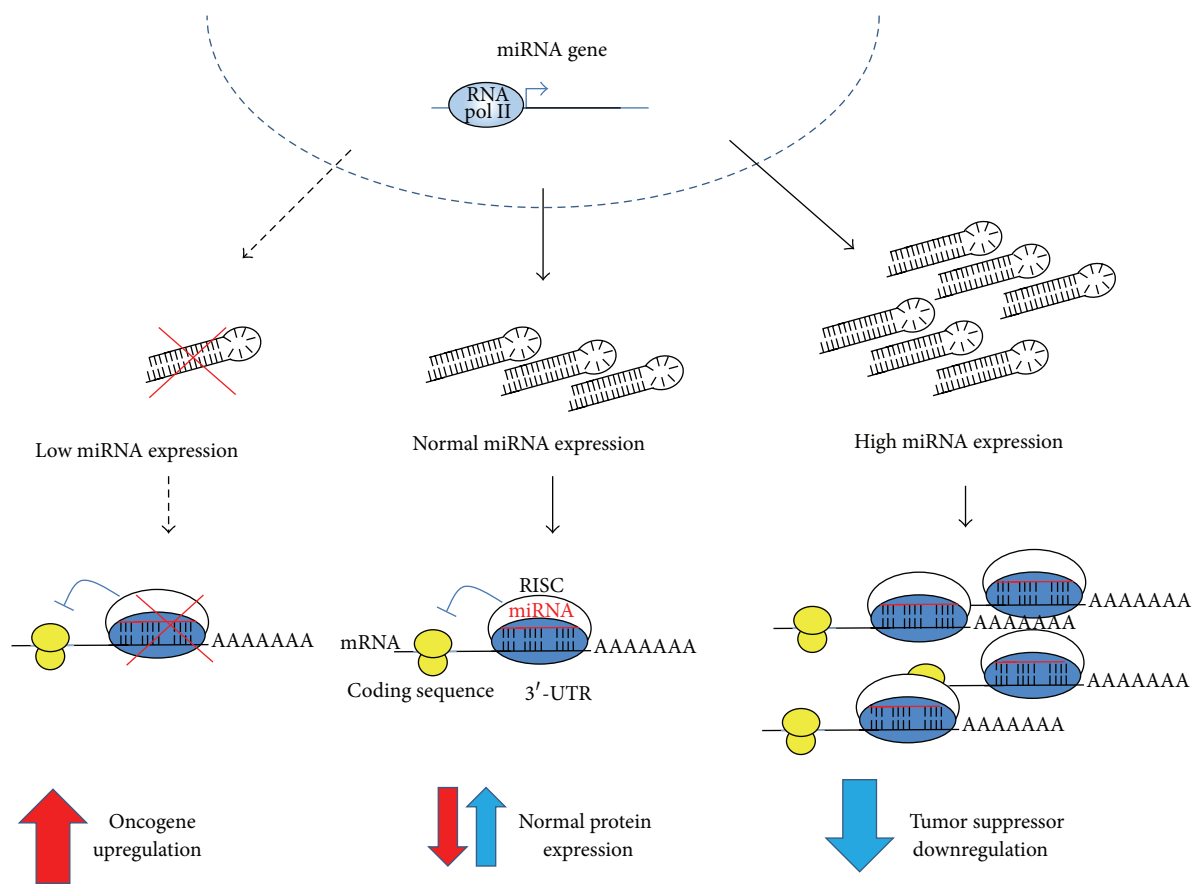 miRNA gene
RNA
pol II
Low miRNA expression
Normal miRNA expression
High miRNA expression
AAAAAAA
mRNA
RISC
miRNA
AAAAAAA
Coding sequence
3′-UTR
AAAAAAA
AAAAAAA
AAAAAAA
AAAAAAA
Oncogene
upregulation
Normal protein
expression
Tumor suppressor
downregulation